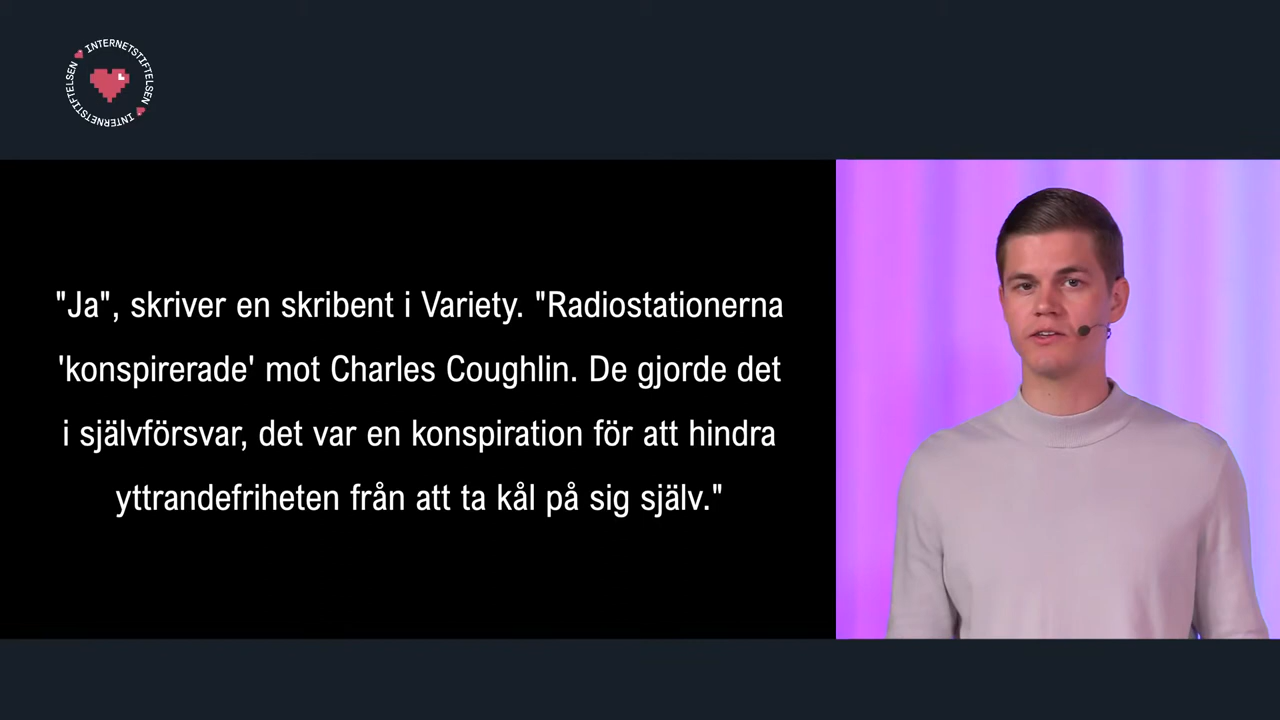 INTERNETSTIFTELSEN
INTERNETSTIFTELSEN
"Ja", skriver en skribent i Variety. "Radiostationerna
'konspirerade' mot Charles Coughlin. De gjorde det
i självförsvar, det var en konspiration för att hindra
yttrandefriheten från att ta kål på sig själv."